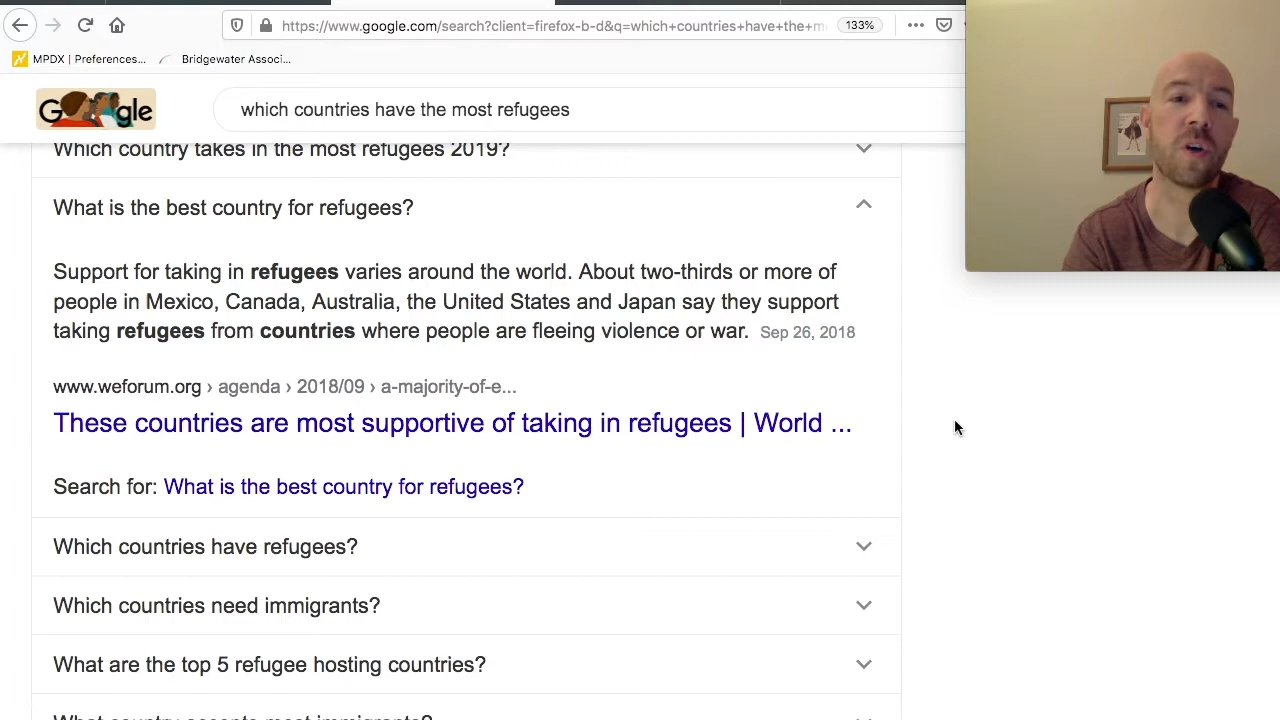 https://www.google.com/search?client=firefox-b-d&q=which+countries+have+the+m
133%
MPDX | Preferences...
Bridgewater Associ...
Google
which countries have the most refugees
Which country takes in the most refugees 2019?
What is the best country for refugees?
Support for taking in refugees varies around the world. About two-thirds or more of
people in Mexico, Canada, Australia, the United States and Japan say they support
taking refugees from countries where people are fleeing violence or war. Sep 26, 2018
www.weforum.org › agenda › 2018/09 › a-majority-of-e...
These countries are most supportive of taking in refugees | World ...
Search for: What is the best country for refugees?
Which countries have refugees?
Which countries need immigrants?
What are the top 5 refugee hosting countries?
What country accepts most immigrants?